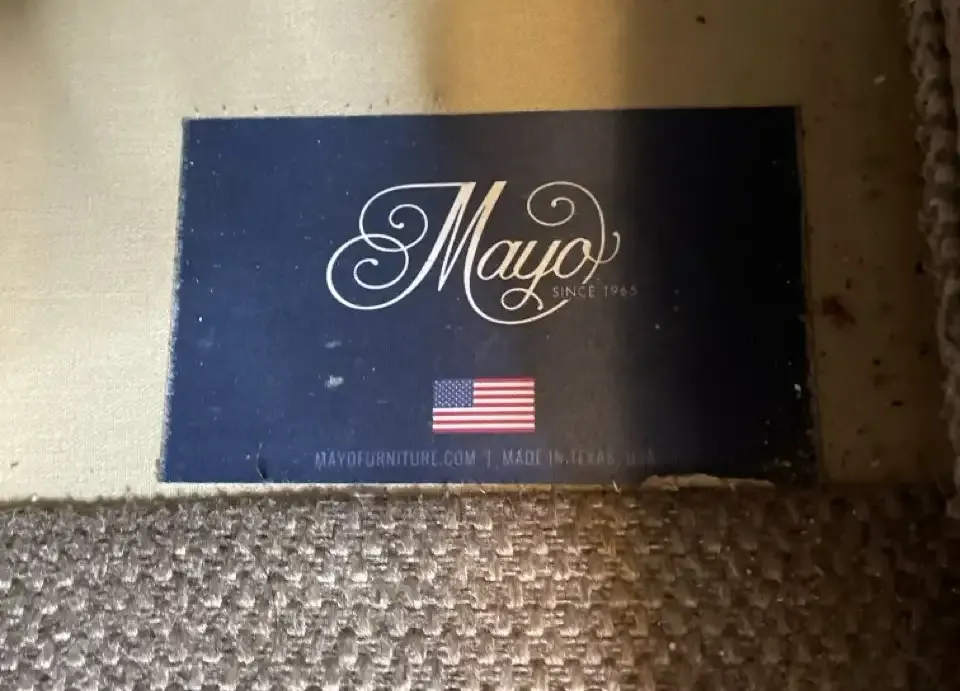 Mayo
SINCE 1965
MAYOFURNITURE.COM | MADE IN TEXAS, USA